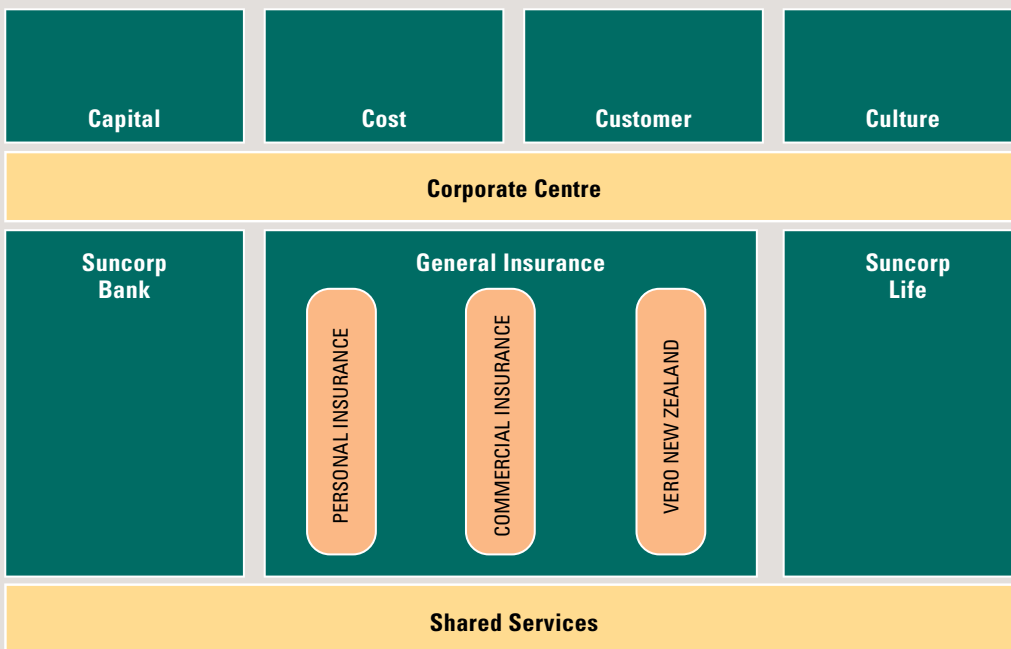 Capital
Cost
Customer
Culture
Corporate Centre
Suncorp
Bank
General Insurance
PERSONAL INSURANCE
COMMERCIAL INSURANCE
VERO NEW ZEALAND
Suncorp
Life
Shared Services